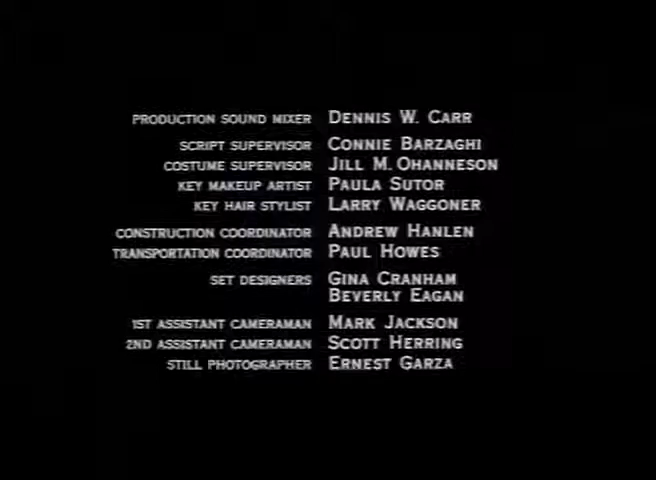 PRODUCTION SOUND MIXER DENNIS W. CARR
SCRIPT SUPERVISOR CONNIE BARZAGHI
COSTUME SUPERVISOR JILL M. OHANNESON
KEY MAKEUP ARTIST PAULA SUTOR
KEY HAIR STYLIST LARRY WAGGONER
CONSTRUCTION COORDINATOR ANDREW HANLEN
TRANSPORTATION COORDINATOR PAUL HOWES
SET DESIGNERS GINA CRANHAM
BEVERLY EAGAN
1ST ASSISTANT CAMERAMAN MARK JACKSON
2ND ASSISTANT CAMERAMAN SCOTT HERRING
STILL PHOTOGRAPHER ERNEST GARZA